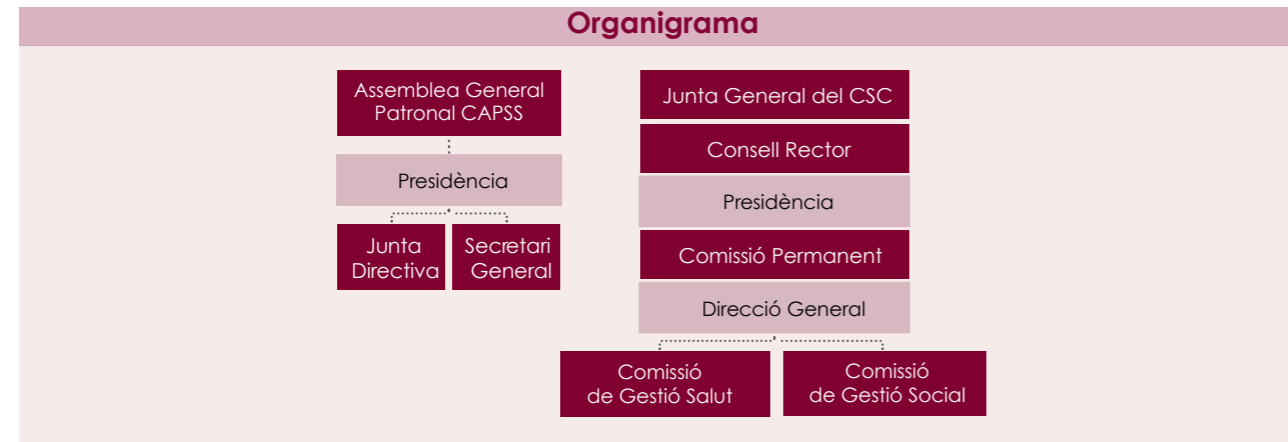 Organigrama
Assemblea General
Patronal CAPSS
Presidència
Junta
Directiva
Secretari
General
Junta General del CSC
Consell Rector
Presidència
Comissió Permanent
Direcció General
Comissió
de Gestió Salut
Comissió
de Gestió Social